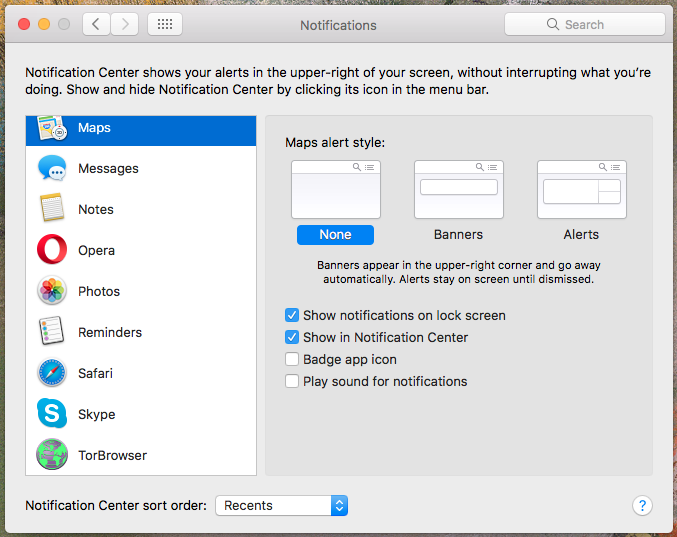 Notifications
Search
Notification Center shows your alerts in the upper-right of your screen, without interrupting what you're
doing. Show and hide Notification Center by clicking its icon in the menu bar.
Maps
Messages
Notes
Opera
Photos
Reminders
Safari
Skype
TorBrowser
Maps alert style:
None
Banners
Alerts
Banners appear in the upper-right corner and go away
automatically. Alerts stay on screen until dismissed.
Show notifications on lock screen
Show in Notification Center
Badge app icon
Play sound for notifications
Notification Center sort order:
Recents
?